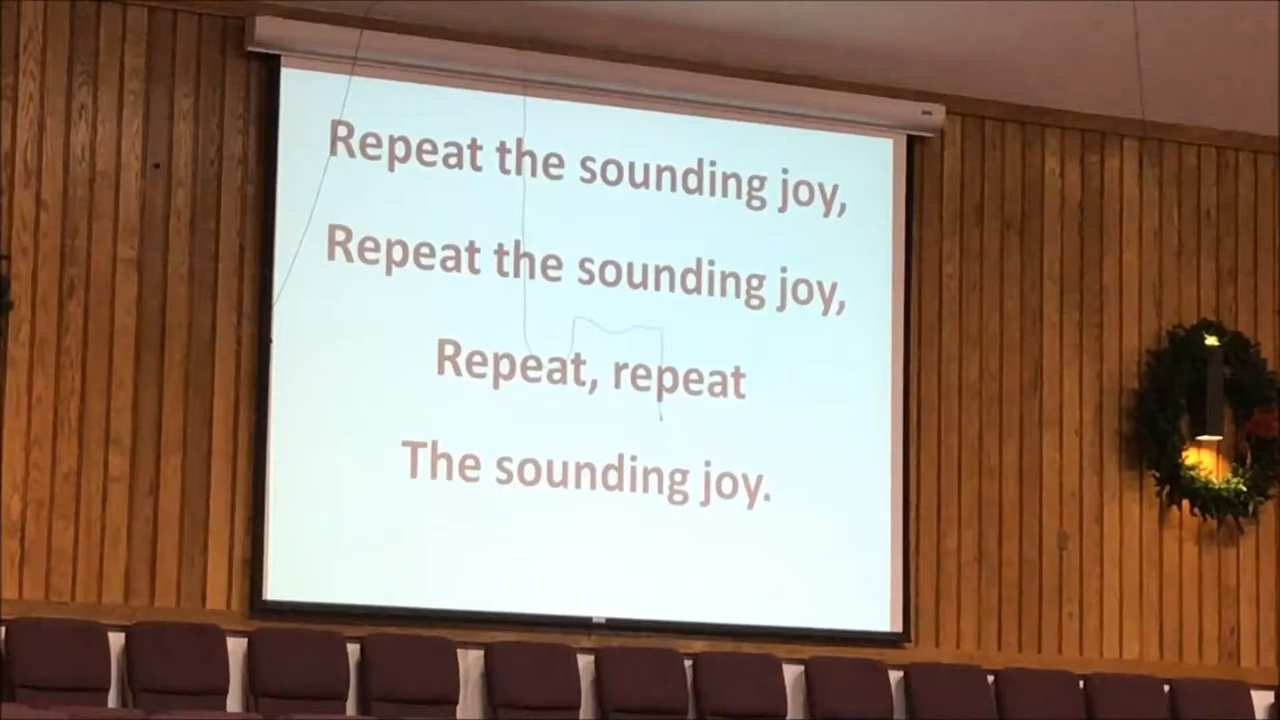 Repeat the sounding joy,
Repeat the sounding joy,
Repeat, repeat
The sounding joy.